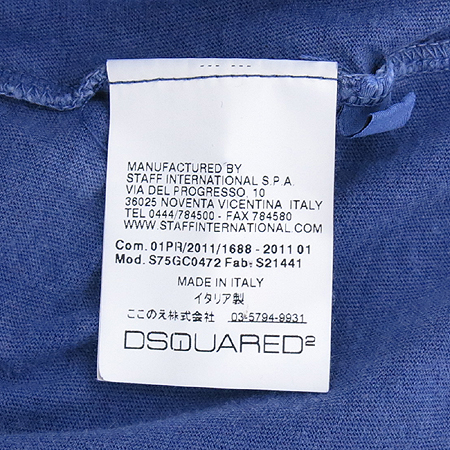 MANUFACTURED BY
STAFF INTERNATIONAL S.P.A.
VIA DEL PROGRESSO, 10
36025 NOVENTA VICENTINA ITALY
TEL 0444/784500 - FAX 784580
WWW.STAFFINTERNATIONAL.COM
Com. 01PR/2011/1688 - 2011 01
Mod. S75GC0472 Fab. S21441
MADE IN ITALY
イタリア製
ここのえ株式会社 03-5794-9931
DSQUARED2